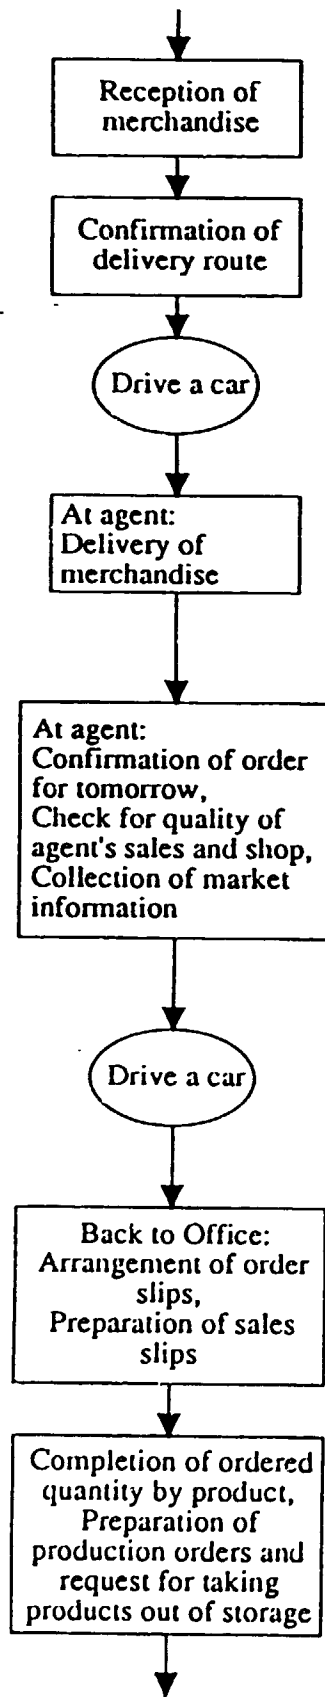 Reception of
merchandise
Confirmation of
delivery route
Drive a car
At agent:
Delivery of
merchandise
At agent:
Confirmation of order
for tomorrow,
Check for quality of
agent's sales and shop,
Collection of market
information
Drive a car
Back to Office:
Arrangement of order
slips,
Preparation of sales
slips
Completion of ordered
quantity by product,
Preparation of
production orders and
request for taking
products out of storage